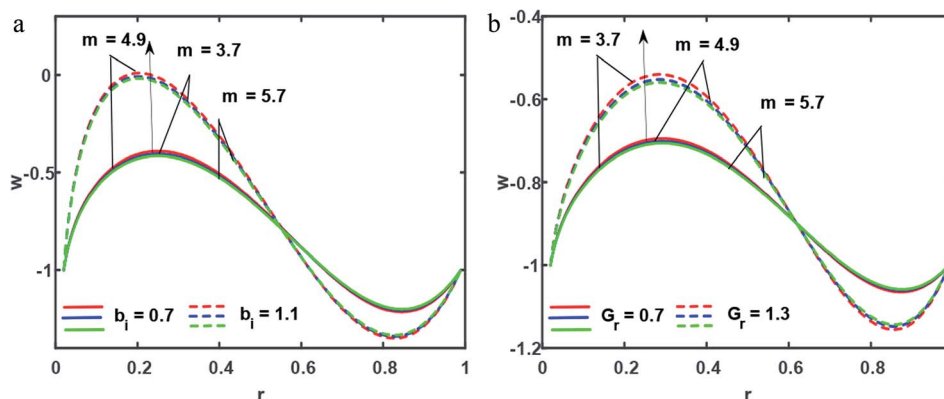 a
0
-0.5
-1
w
0 0.2 0.4 0.6 0.8 1
r
m = 4.9
m = 3.7
m = 5.7
b_i = 0.7
b_i = 1.1
b
-0.4
-0.6
-0.8
-1
-1.2
w
0 0.2 0.4 0.6 0.8
r
m = 3.7
m = 4.9
m = 5.7
G_r = 0.7
G_r = 1.3